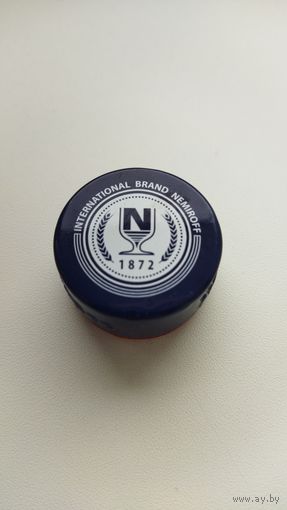 INTERNATIONAL BRAND NEMIROFF
N
1872
www.ay.by